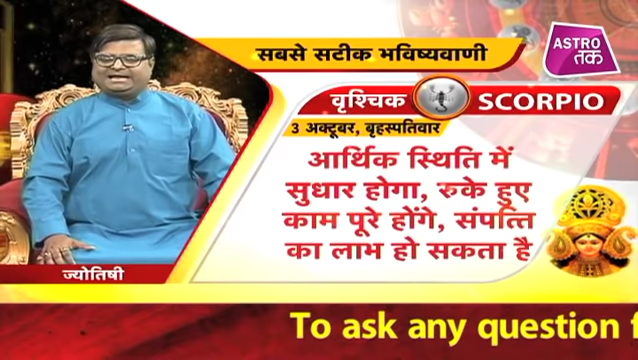 सबसे सटीक भविष्यवाणी
ASTRO
तक
वृश्चिक SCORPIO
3 अक्टूबर, बृहस्पतिवार
आर्थिक स्थिति में
सुधार होगा, रुके हुए
काम पूरे होंगे, संपत्ति
का लाभ हो सकता है
ज्योतिषी
To ask any question f